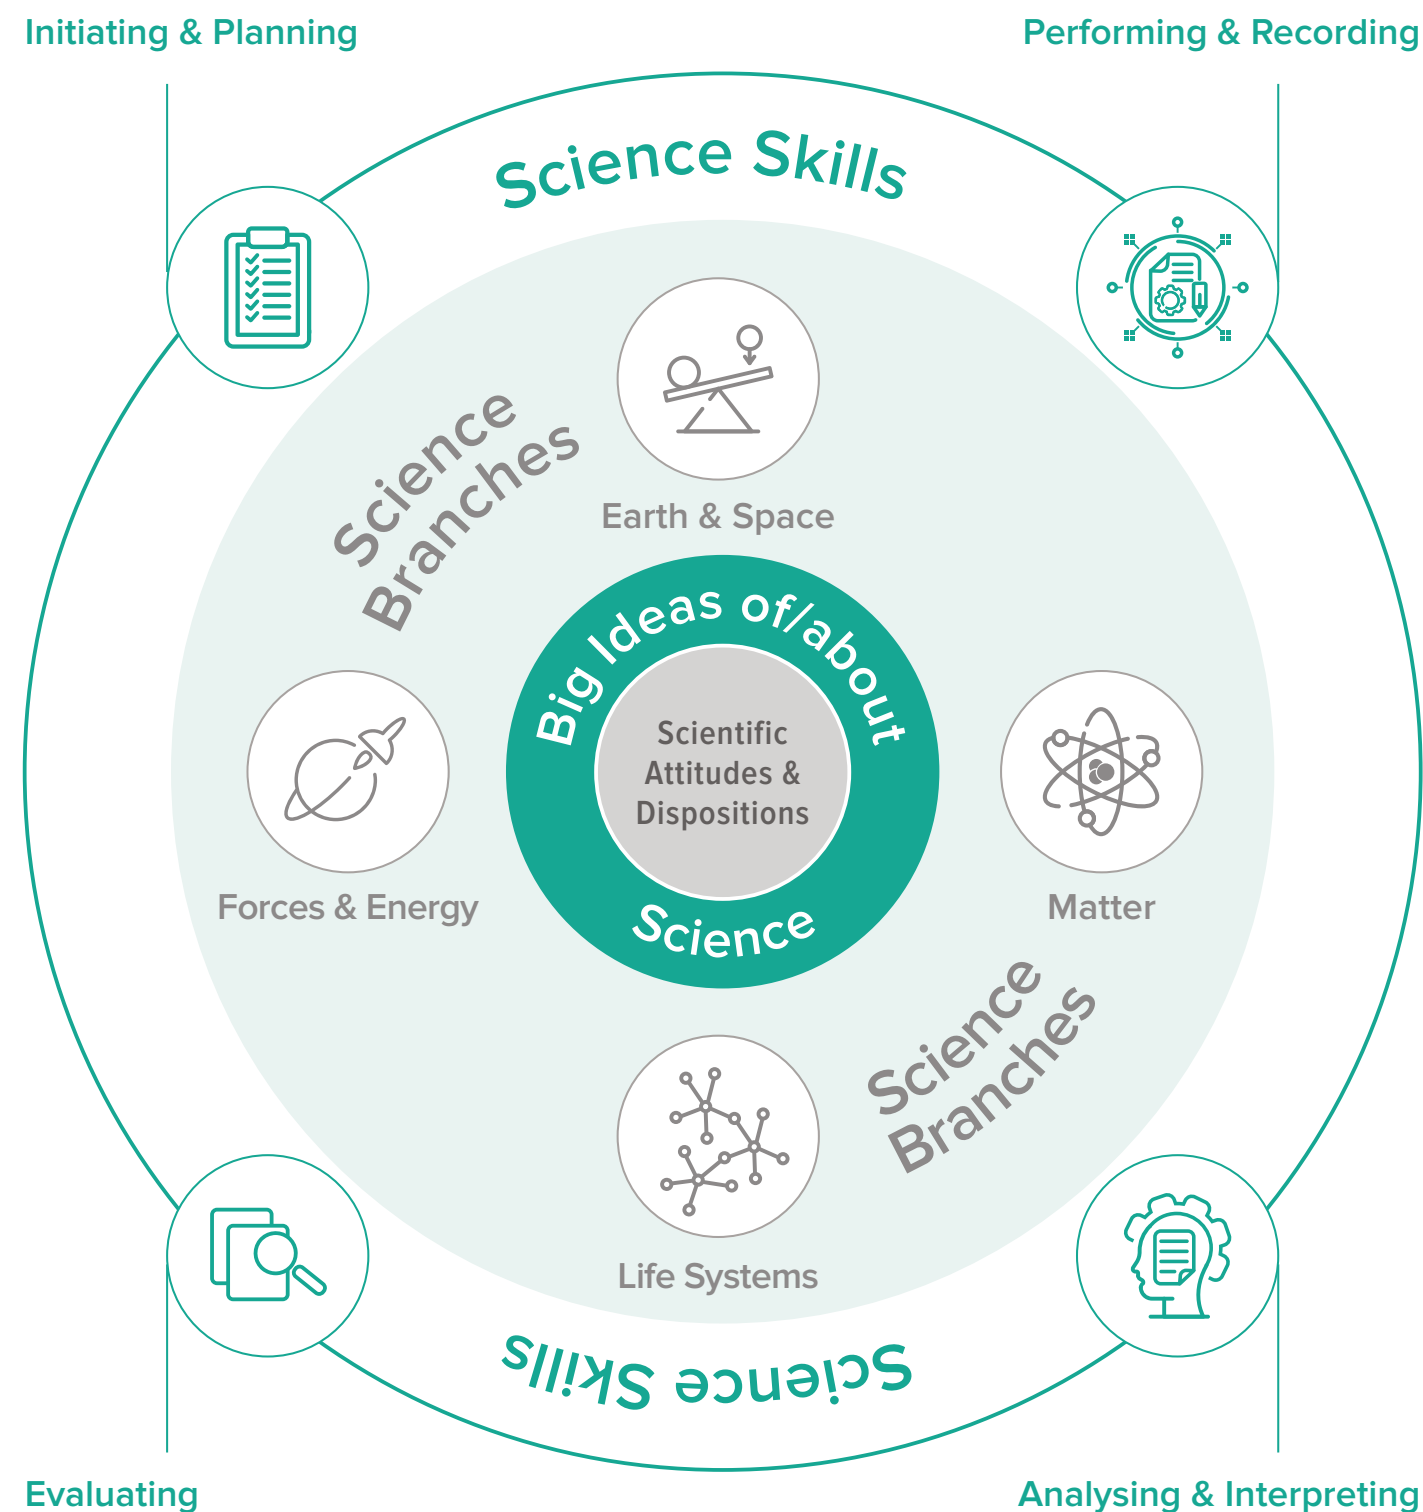 Initiating & Planning
Performing & Recording
Science Skills
Science
Branches
Earth & Space
Big Ideas of/about
Scientific
Attitudes &
Dispositions
Science
Forces & Energy
Matter
Science
Branches
Life Systems
Science Skills
Evaluating
Analysing & Interpreting